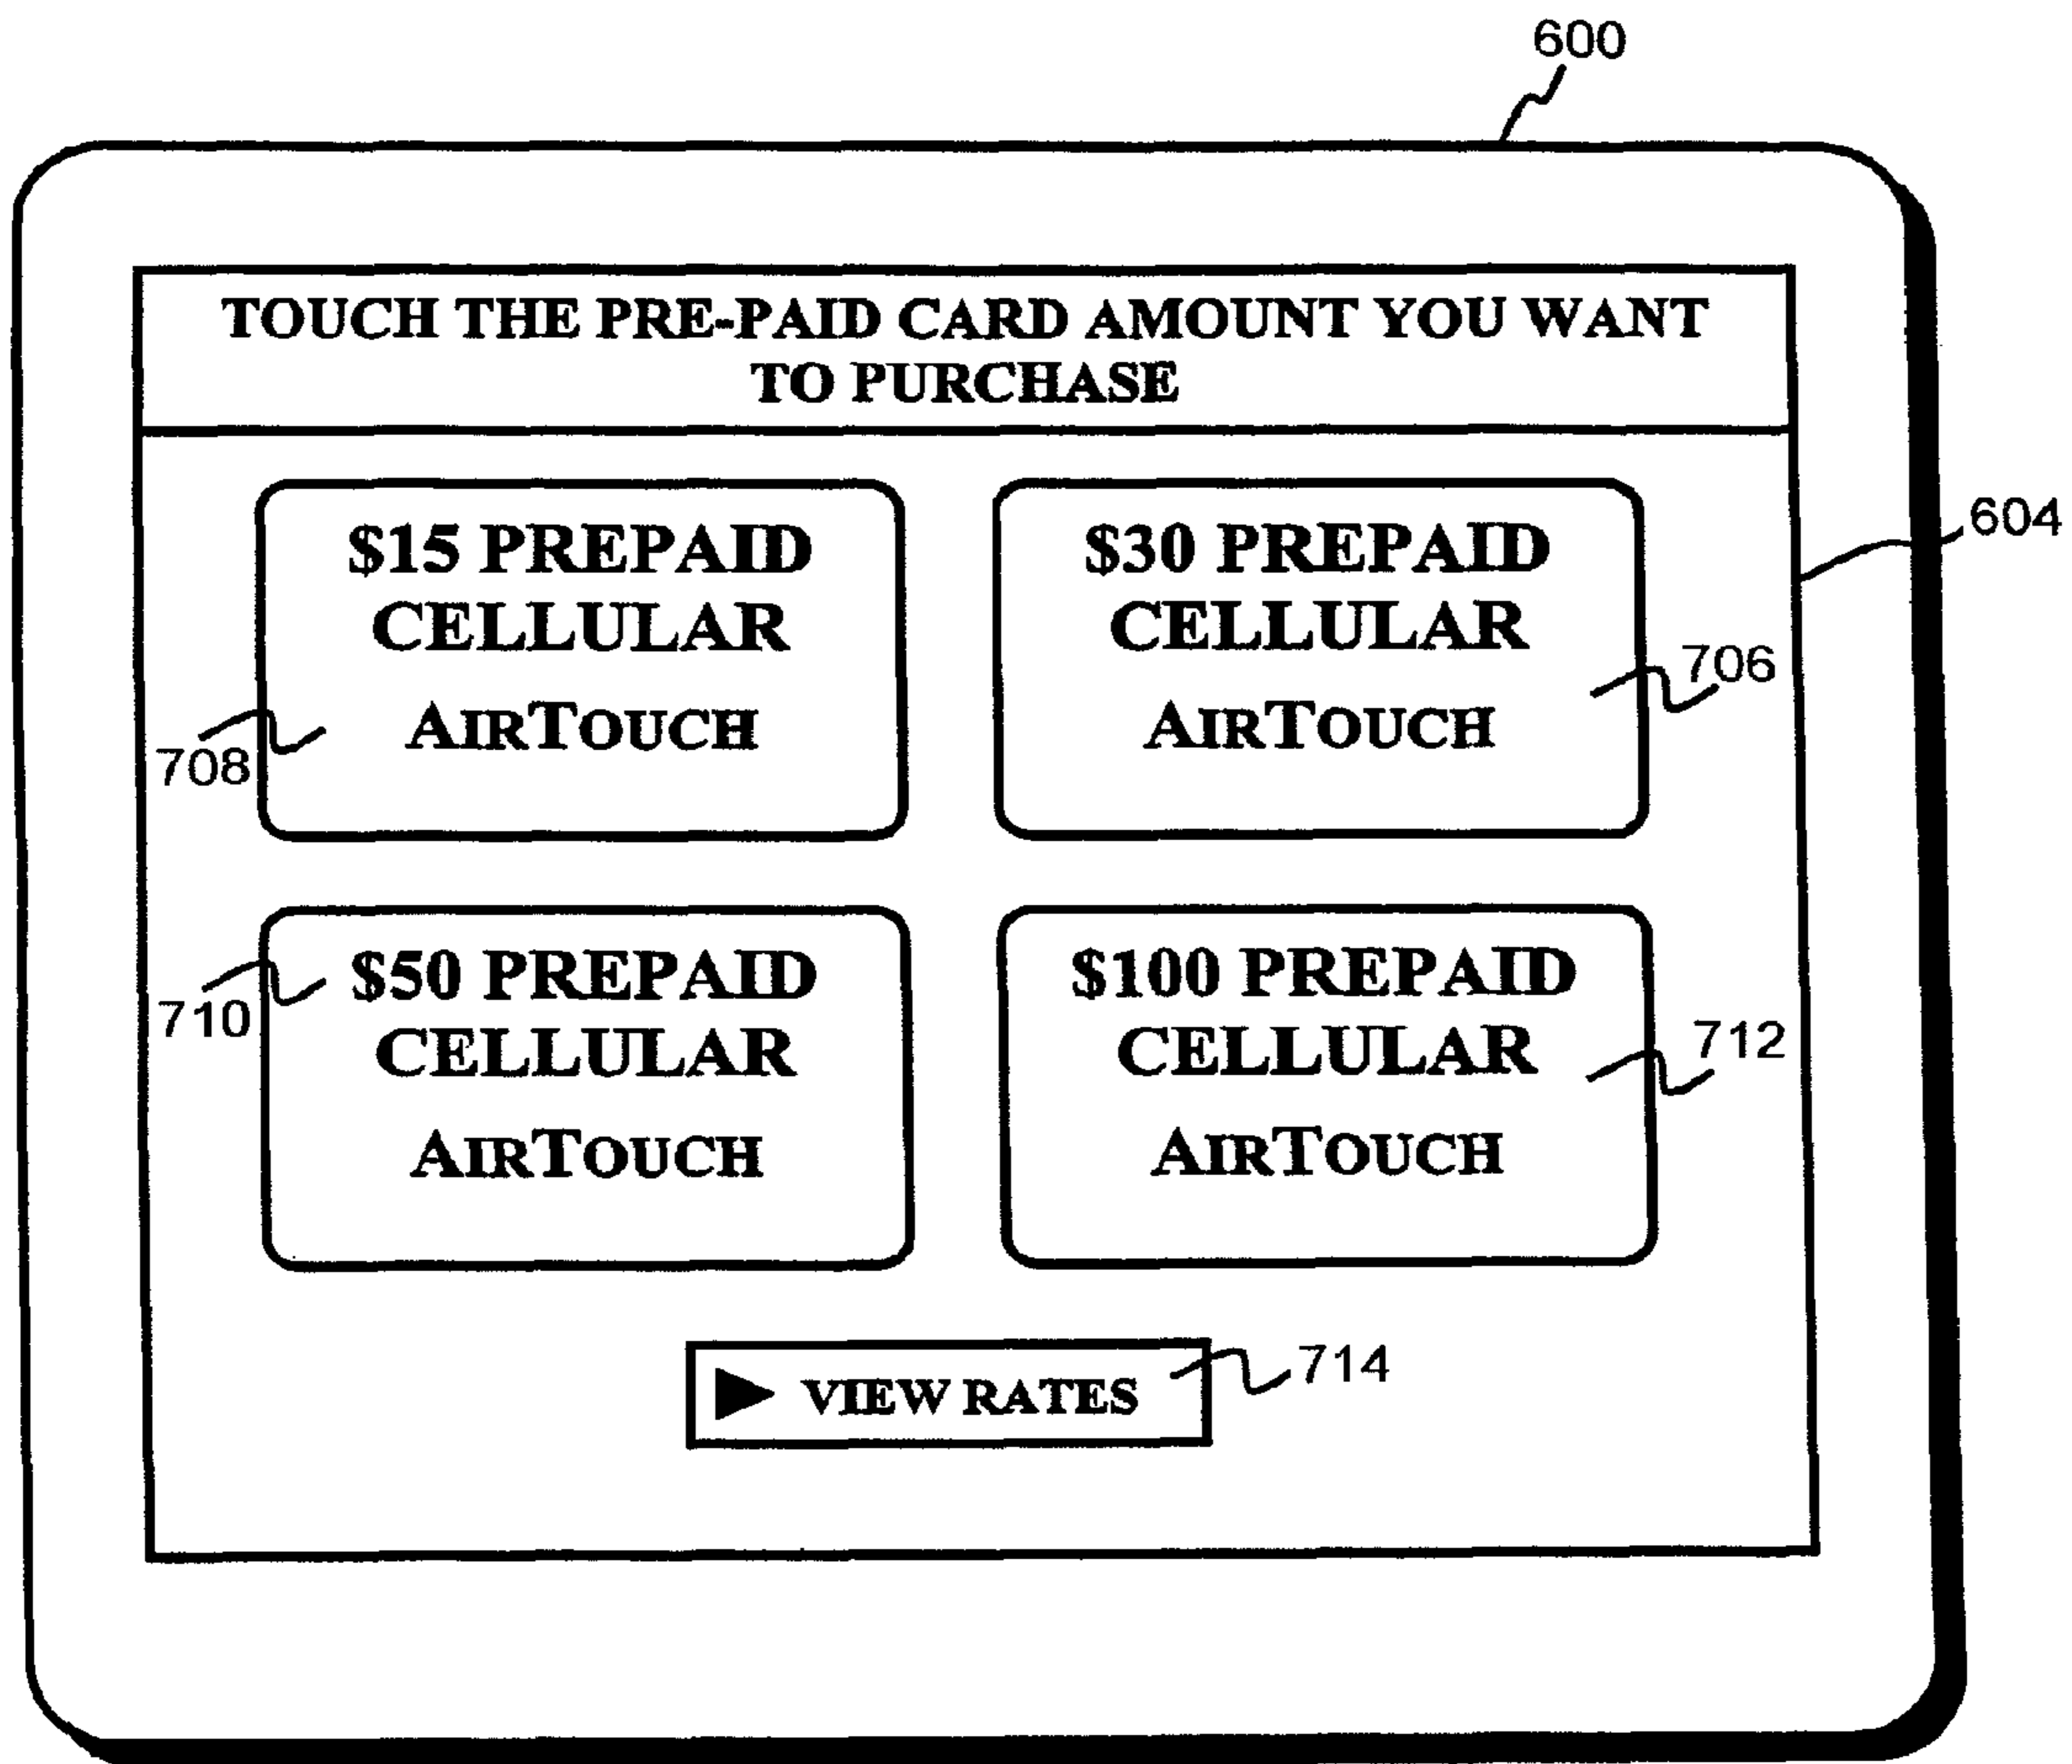 600
TOUCH THE PRE-PAID CARD AMOUNT YOU WANT
TO PURCHASE
604
$15 PREPAID
CELLULAR
AIRTOUCH
708
$30 PREPAID
CELLULAR
AIRTOUCH
706
$50 PREPAID
CELLULAR
AIRTOUCH
710
$100 PREPAID
CELLULAR
AIRTOUCH
712
VIEW RATES
714